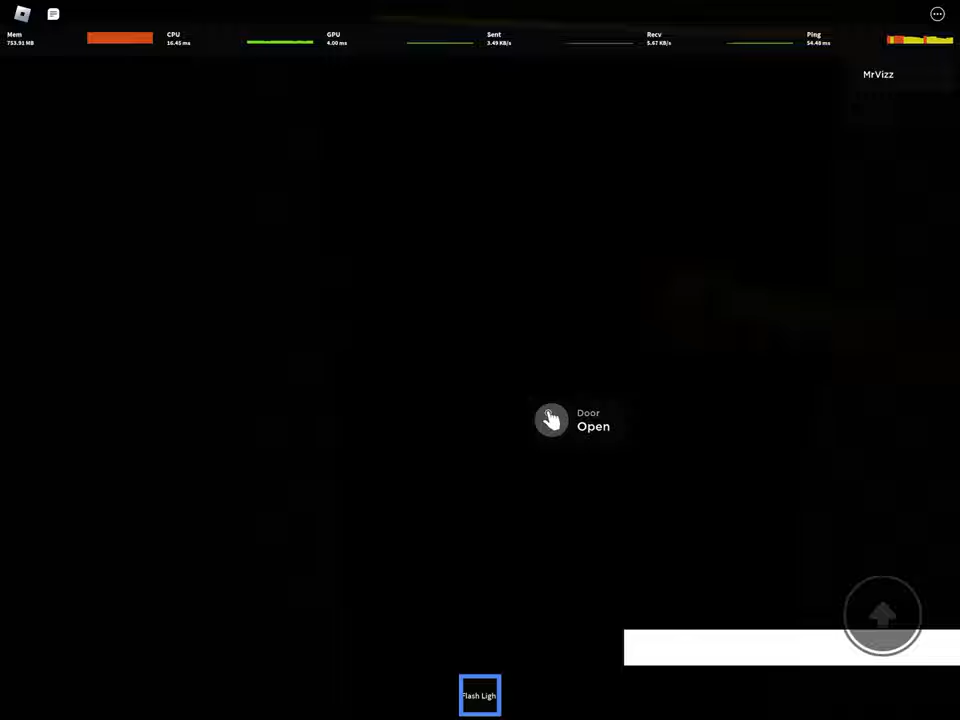 Mem CPU GPU Sent Recv Ping
753.91 MB 16.45 ms 4.00 ms 3.49 KB/s 5.67 KB/s 54.48 ms
MrVizz
Door
Open
Flash Ligh